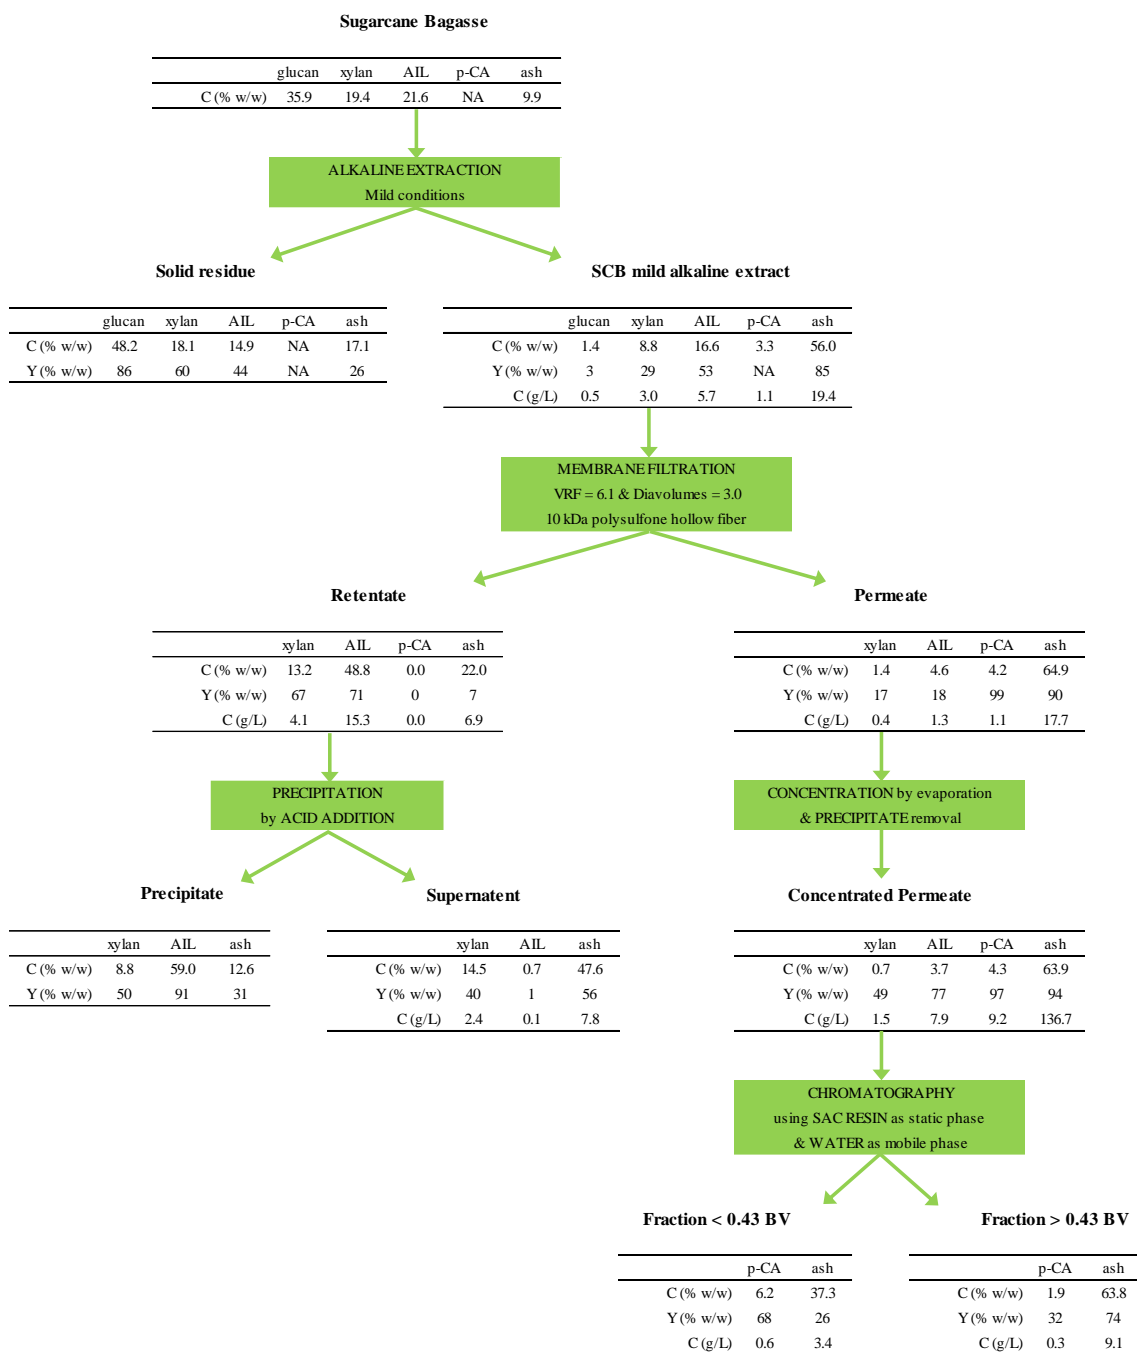 Sugarcane Bagasse
glucan xylan AIL p-CA ash
C (% w/w) 35.9 19.4 21.6 NA 9.9
ALKALINE EXTRACTION
Mild conditions
Solid residue
glucan xylan AIL p-CA ash
C (% w/w) 48.2 18.1 14.9 NA 17.1
Y (% w/w) 86 60 44 NA 26
SCB mild alkaline extract
glucan xylan AIL p-CA ash
C (% w/w) 1.4 8.8 16.6 3.3 56.0
Y (% w/w) 3 29 53 NA 85
C (g/L) 0.5 3.0 5.7 1.1 19.4
MEMBRANE FILTRATION
VRF = 6.1 & Diavolumes = 3.0
10 kDa polysulfone hollow fiber
Retentate
xylan AIL p-CA ash
C (% w/w) 13.2 48.8 0.0 22.0
Y (% w/w) 67 71 0 7
C (g/L) 4.1 15.3 0.0 6.9
Permeate
xylan AIL p-CA ash
C (% w/w) 1.4 4.6 4.2 64.9
Y (% w/w) 17 18 99 90
C (g/L) 0.4 1.3 1.1 17.7
PRECIPITATION
by ACID ADDITION
CONCENTRATION by evaporation
& PRECIPITATE removal
Precipitate
xylan AIL ash
C (% w/w) 8.8 59.0 12.6
Y (% w/w) 50 91 31
Supernatent
xylan AIL ash
C (% w/w) 14.5 0.7 47.6
Y (% w/w) 40 1 56
C (g/L) 2.4 0.1 7.8
Concentrated Permeate
xylan AIL p-CA ash
C (% w/w) 0.7 3.7 4.3 63.9
Y (% w/w) 49 77 97 94
C (g/L) 1.5 7.9 9.2 136.7
CHROMATOGRAPHY
using SAC RESIN as static phase
& WATER as mobile phase
Fraction < 0.43 BV
p-CA ash
C (% w/w) 6.2 37.3
Y (% w/w) 68 26
C (g/L) 0.6 3.4
Fraction > 0.43 BV
p-CA ash
C (% w/w) 1.9 63.8
Y (% w/w) 32 74
C (g/L) 0.3 9.1